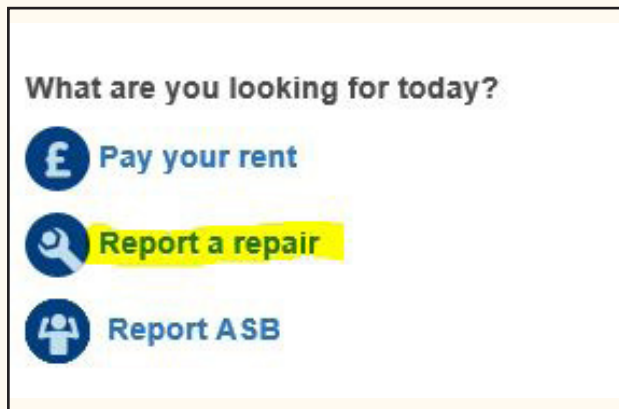 What are you looking for today?
£ Pay your rent
Report a repair
Report ASB